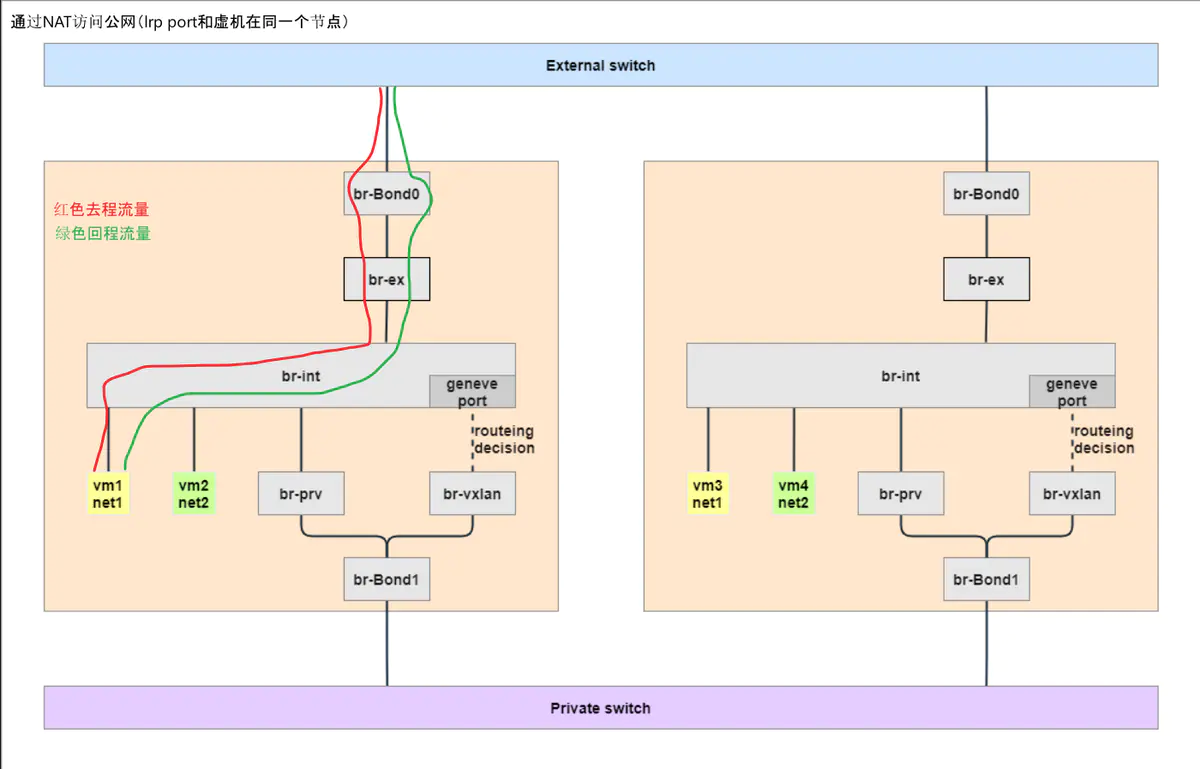 通过NAT访问公网（lrp port和虚机在同一个节点）
External switch
红色去程流量
绿色回程流量
br-Bond0
br-Bond0
br-ex
br-ex
br-int
geneve
port
br-int
geneve
port
routeing
decision
routeing
decision
vm1
net1
vm2
net2
br-prv
br-vxlan
vm3
net1
vm4
net2
br-prv
br-vxlan
br-Bond1
br-Bond1
Private switch